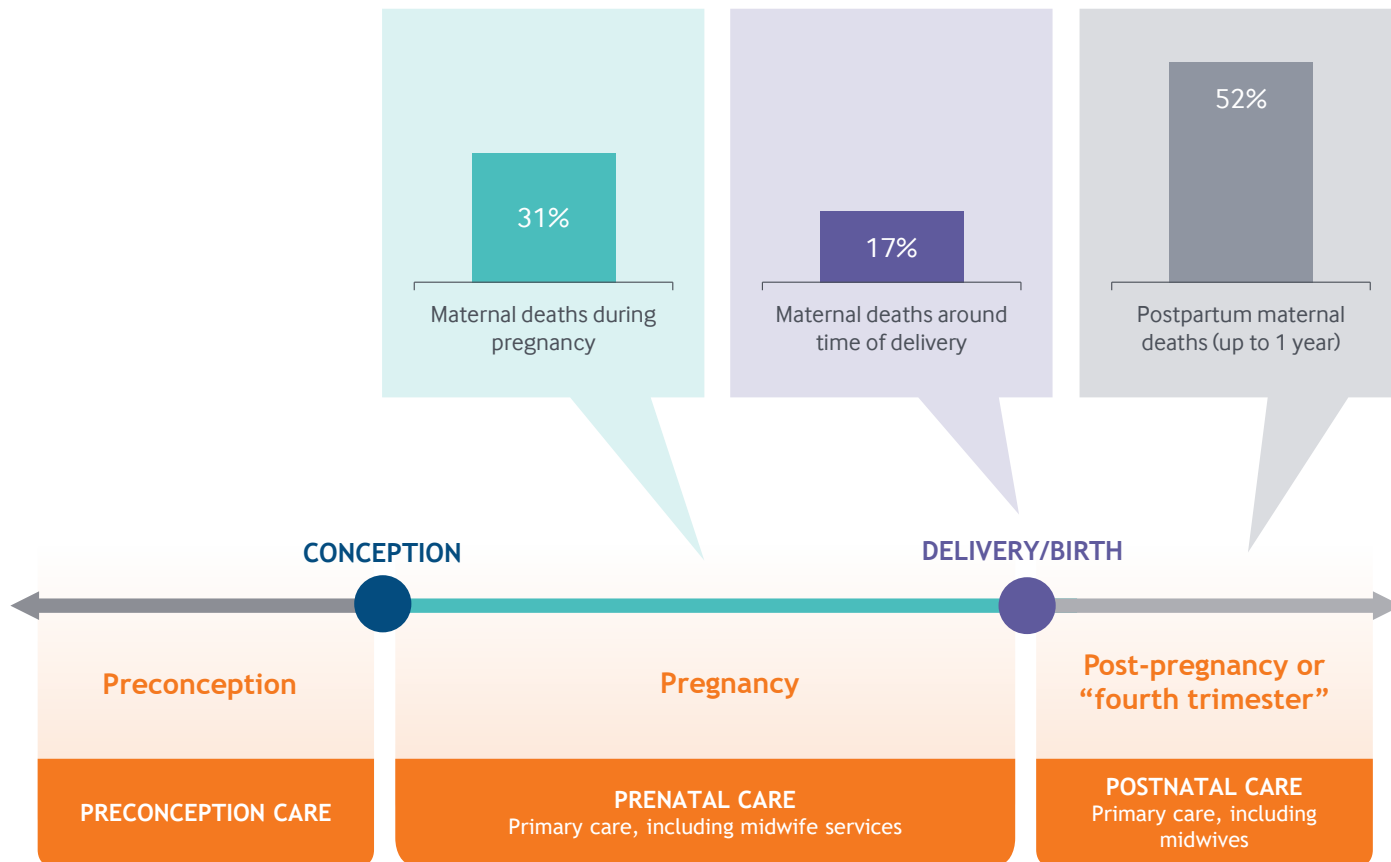 31%
Maternal deaths during
pregnancy
17%
Maternal deaths around
time of delivery
52%
Postpartum maternal
deaths (up to 1 year)
CONCEPTION
DELIVERY/BIRTH
Preconception
Pregnancy
Post-pregnancy or
“fourth trimester”
PRECONCEPTION CARE
PRENATAL CARE
Primary care, including midwife services
POSTNATAL CARE
Primary care, including
midwives